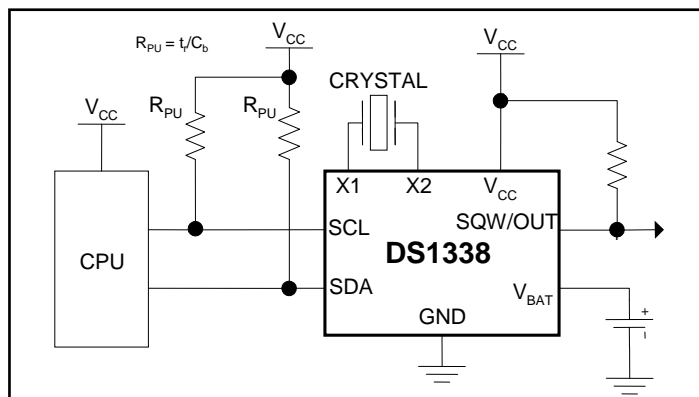 R_PU = t_r/C_b
V_CC
V_CC
CRYSTAL
V_CC
R_PU
R_PU
X1
X2
V_CC
SCL
SQW/OUT
CPU
DS1338
SDA
V_BAT
GND
+